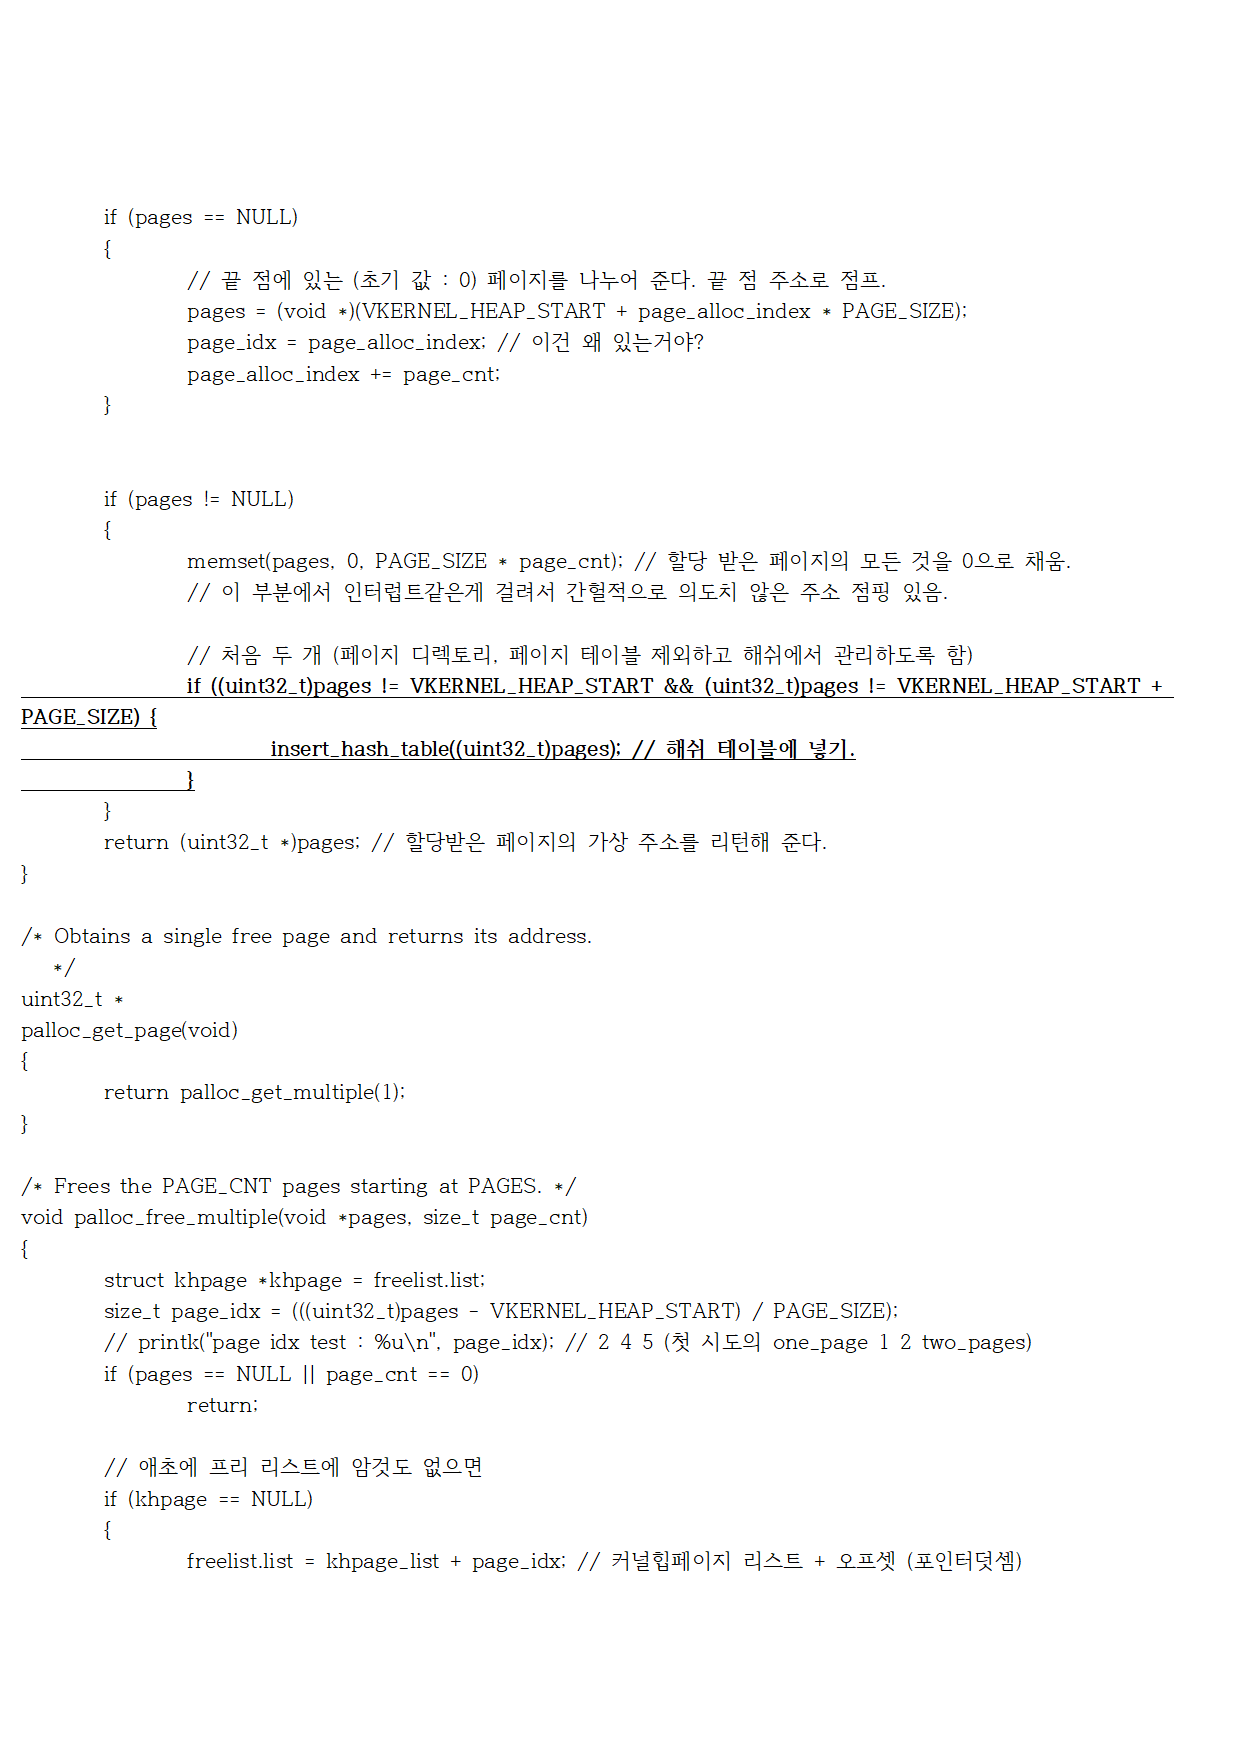 if (pages == NULL)
{
// 끝 점에 있는 (초기 값 : 0) 페이지를 나누어 준다. 끝 점 주소로 점프.
pages = (void *)(VKERNEL_HEAP_START + page_alloc_index * PAGE_SIZE);
page_idx = page_alloc_index; // 이건 왜 있는거야?
page_alloc_index += page_cnt;
}
if (pages != NULL)
{
memset(pages, 0, PAGE_SIZE * page_cnt); // 할당 받은 페이지의 모든 것을 0으로 채움.
// 이 부분에서 인터럽트같은게 걸려서 간헐적으로 의도치 않은 주소 점핑 있음.
// 처음 두 개 (페이지 디렉토리, 페이지 테이블 제외하고 해쉬에서 관리하도록 함)
if ((uint32_t)pages != VKERNEL_HEAP_START && (uint32_t)pages != VKERNEL_HEAP_START +
PAGE_SIZE) {
insert_hash_table((uint32_t)pages); // 해쉬 테이블에 넣기.
}
}
return (uint32_t *)pages; // 할당받은 페이지의 가상 주소를 리턴해 준다.
}
/* Obtains a single free page and returns its address.
*/
uint32_t *
palloc_get_page(void)
{
return palloc_get_multiple(1);
}
/* Frees the PAGE_CNT pages starting at PAGES. */
void palloc_free_multiple(void *pages, size_t page_cnt)
{
struct khpage *khpage = freelist.list;
size_t page_idx = (((uint32_t)pages - VKERNEL_HEAP_START) / PAGE_SIZE);
// printk("page idx test : %u\n", page_idx); // 2 4 5 (첫 시도의 one_page 1 2 two_pages)
if (pages == NULL || page_cnt == 0)
return;
// 애초에 프리 리스트에 암것도 없으면
if (khpage == NULL)
{
freelist.list = khpage_list + page_idx; // 커널힙페이지 리스트 + 오프셋 (포인터덧셈)